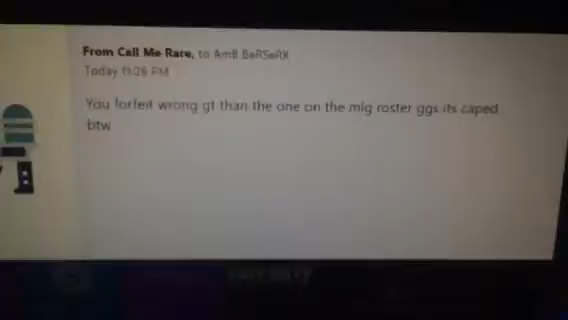 From Call Me Rare, to AmB BeRSeRK
Today 11:26 PM
You forfeit wrong gt than the one on the mlg roster ggs its caped
btw